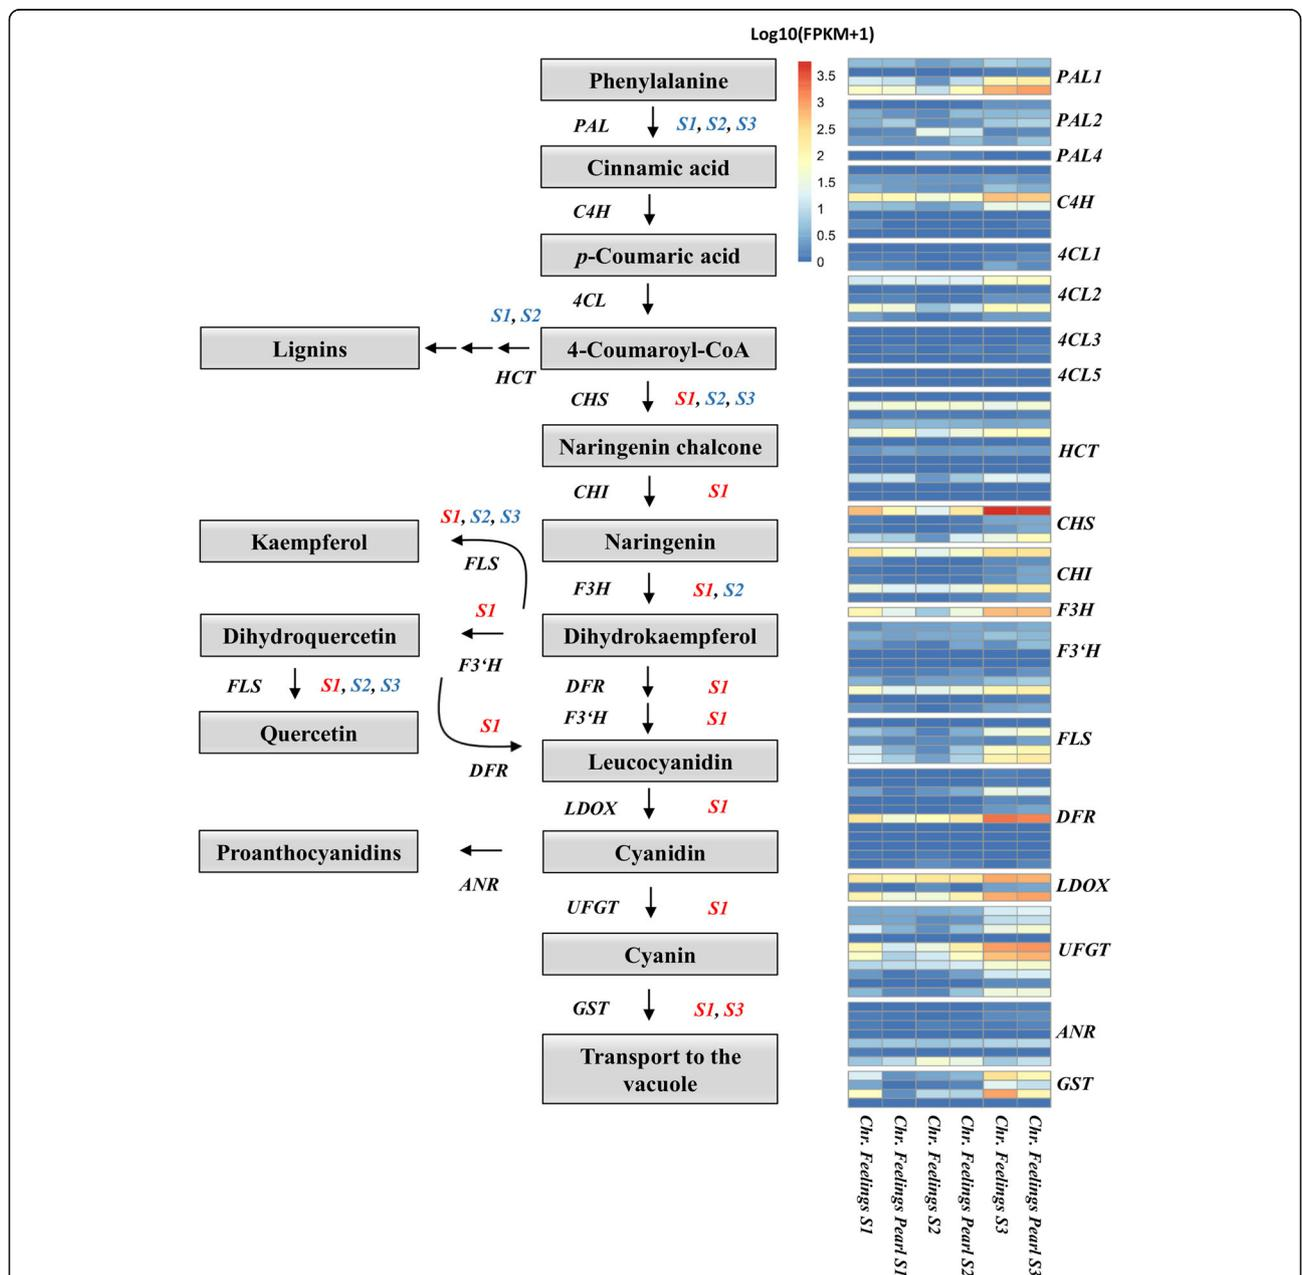 Log10(FPKM+1)
Phenylalanine
PAL S1, S2, S3
Cinnamic acid
C4H
p-Coumaric acid
4CL
S1, S2
Lignins
4-Coumaroyl-CoA
HCT
CHS S1, S2, S3
Naringenin chalcone
CHI S1
S1, S2, S3
Kaempferol
Naringenin
FLS
F3H S1, S2
S1
Dihydroquercetin
Dihydrokaempferol
F3‘H
FLS S1, S2, S3
DFR S1
F3‘H S1
Quercetin
S1
DFR
Leucocyanidin
LDOX S1
Proanthocyanidins
Cyanidin
ANR
UFGT S1
Cyanin
GST S1, S3
Transport to the
vacuole
3.5
3
2.5
2
1.5
1
0.5
0
PAL1
PAL2
PAL4
C4H
4CL1
4CL2
4CL3
4CL5
HCT
CHS
CHI
F3H
F3‘H
FLS
DFR
LDOX
UFGT
ANR
GST
Chr. Feelings S1
Chr. Feelings Pearl S1
Chr. Feelings S2
Chr. Feelings Pearl S2
Chr. Feelings S3
Chr. Feelings Pearl S3